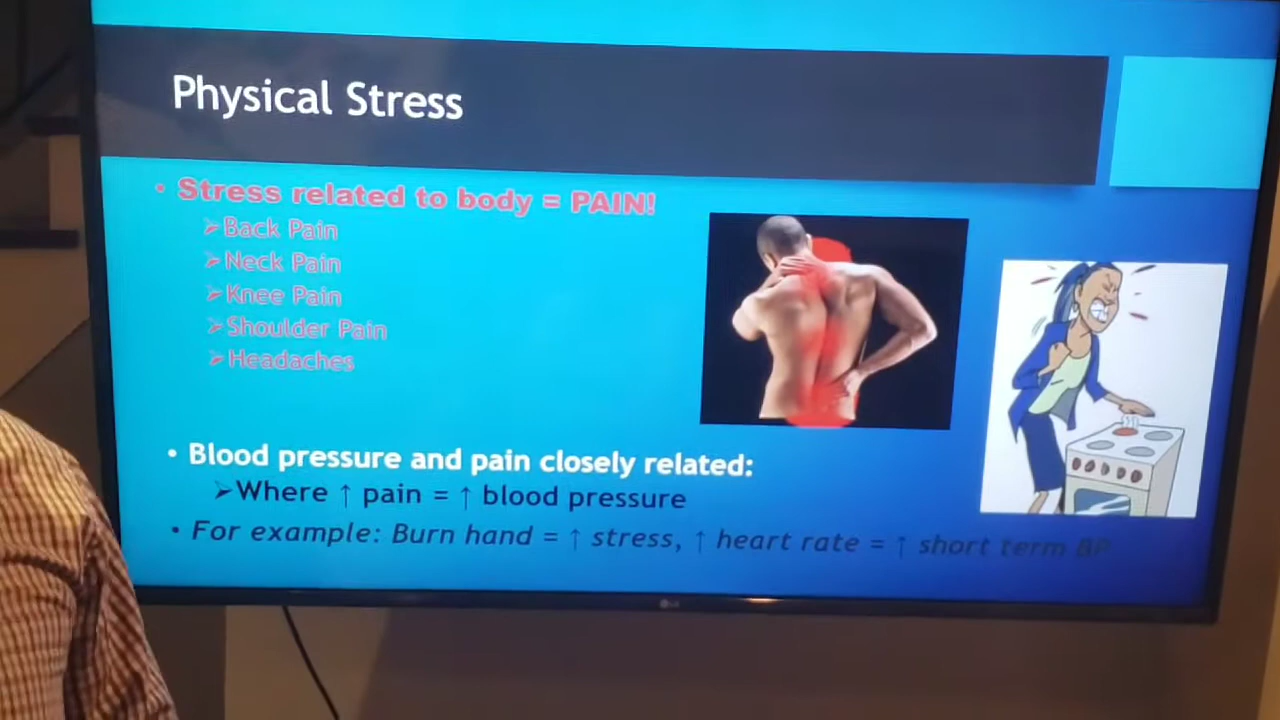 Physical Stress
• Stress related to body = PAIN!
➢Back Pain
➢Neck Pain
➢Knee Pain
➢Shoulder Pain
➢Headaches
• Blood pressure and pain closely related:
➢Where ↑ pain = ↑ blood pressure
• For example: Burn hand = ↑ stress, ↑ heart rate = ↑ short term BP
LG